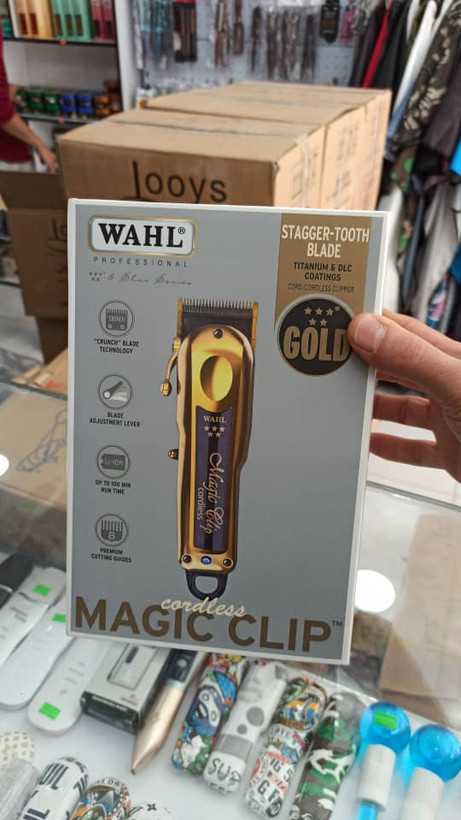 looys
WAHL®
PROFESSIONAL
5 Star Series
STAGGER-TOOTH
BLADE
TITANIUM & DLC
COATINGS
CORD/CORDLESS CLIPPER
GOLD
CRUNCH
"CRUNCH" BLADE
TECHNOLOGY
BLADE
ADJUSTMENT LEVER
LI-ION
UP TO 100 MIN
RUN TIME
8
PREMIUM
CUTTING GUIDES
WAHL
Magic Clip
cordless
cordless
MAGIC CLIP™